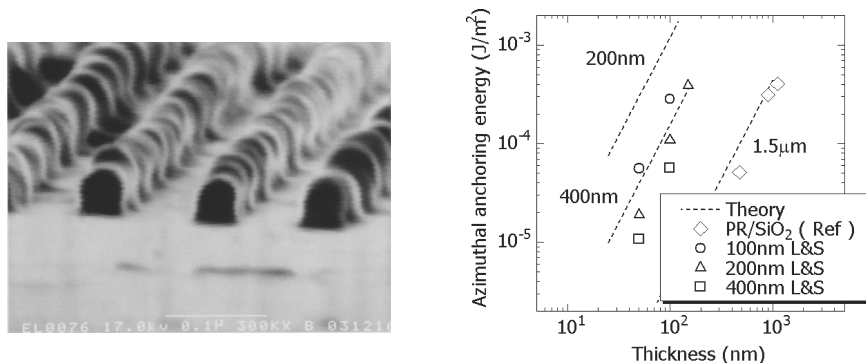 EL0076 17.0kv 0.1µ 300KX B 031216
Azimuthal anchoring energy (J/m²)
10⁻³
10⁻⁴
10⁻⁵
200nm
400nm
1.5μm
Theory
PR/SiO₂ ( Ref )
100nm L&S
200nm L&S
400nm L&S
10¹ 10² 10³
Thickness (nm)